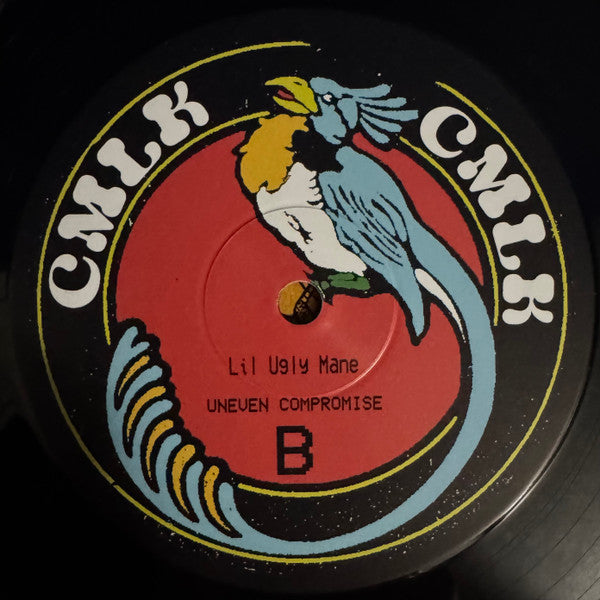 CMLK
CMLK
Lil Ugly Mane
UNEVEN COMPROMISE
B